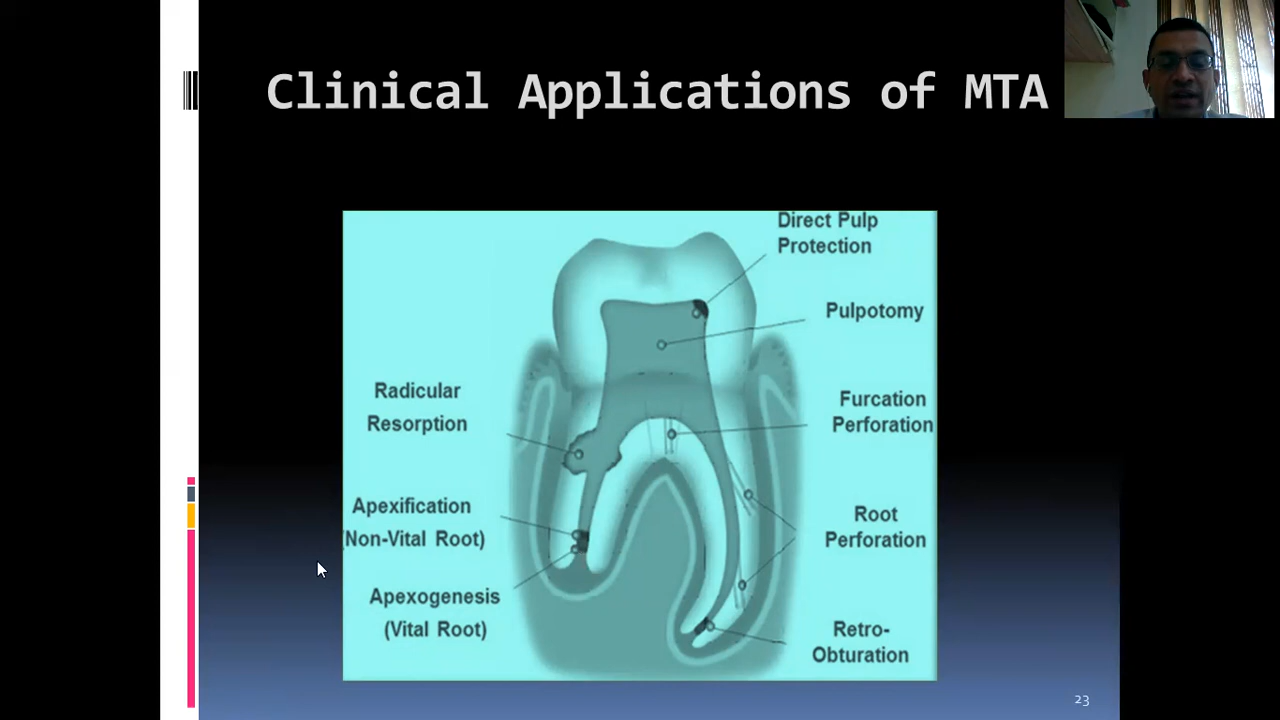 Clinical Applications of MTA
Direct Pulp
Protection
Pulpotomy
Radicular
Resorption
Furcation
Perforation
Apexification
(Non-Vital Root)
Root
Perforation
Apexogenesis
(Vital Root)
Retro-
Obturation
23